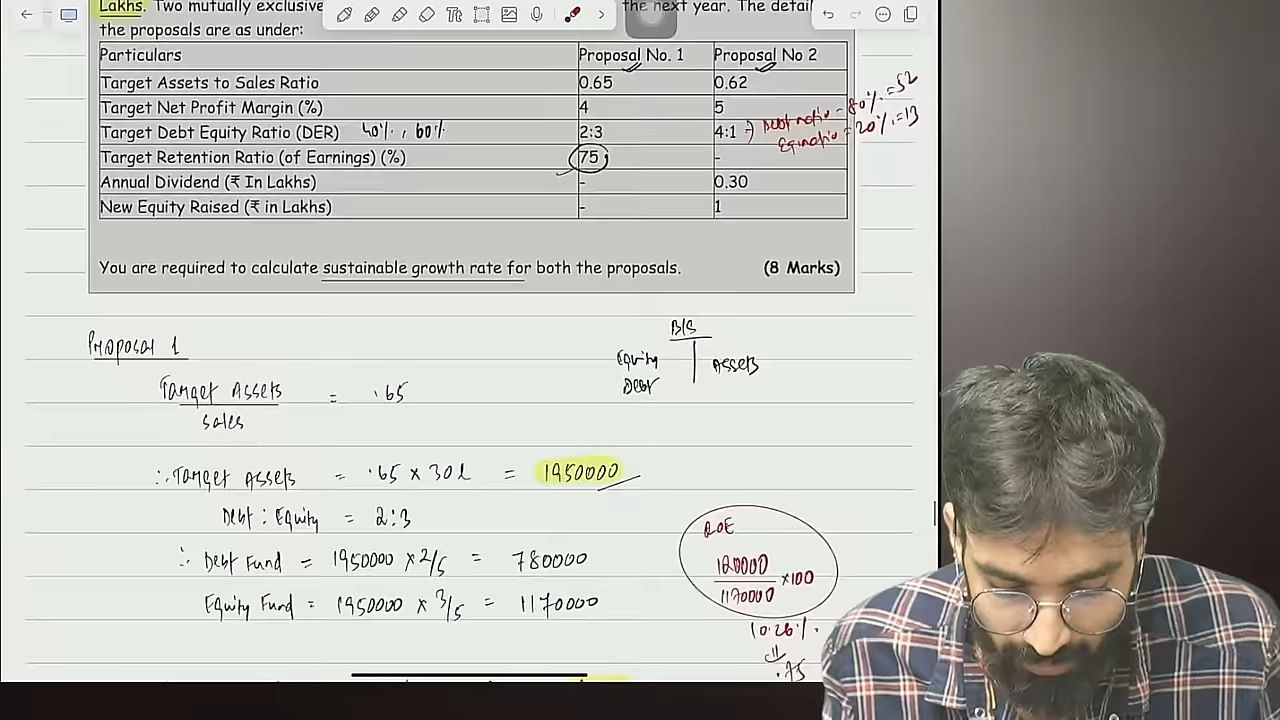 Lakhs. Two mutually exclusive the next year. The detail
the proposals are as under:
Particulars Proposal No. 1 Proposal No 2
Target Assets to Sales Ratio 0.65 0.62
Target Net Profit Margin (%) 4 5
Target Debt Equity Ratio (DER) 40%, 60% 2:3 4:1 → Debt ratio = 80% = 52
Eq ratio = 20% = 13
Target Retention Ratio (of Earnings) (%) 75 -
Annual Dividend (₹ In Lakhs) - 0.30
New Equity Raised (₹ in Lakhs) - 1
You are required to calculate sustainable growth rate for both the proposals. (8 Marks)
Proposal 1
B/S
Equity Assets
Debt
Target Assets = .65
Sales
∴ Target Assets = .65 × 30L = 1950000
Debt : Equity = 2:3
∴ Debt Fund = 1950000 × 2/5 = 780000
Equity Fund = 1950000 × 3/5 = 1170000
ROE
120000
1170000 ×100
10.26%.
.75